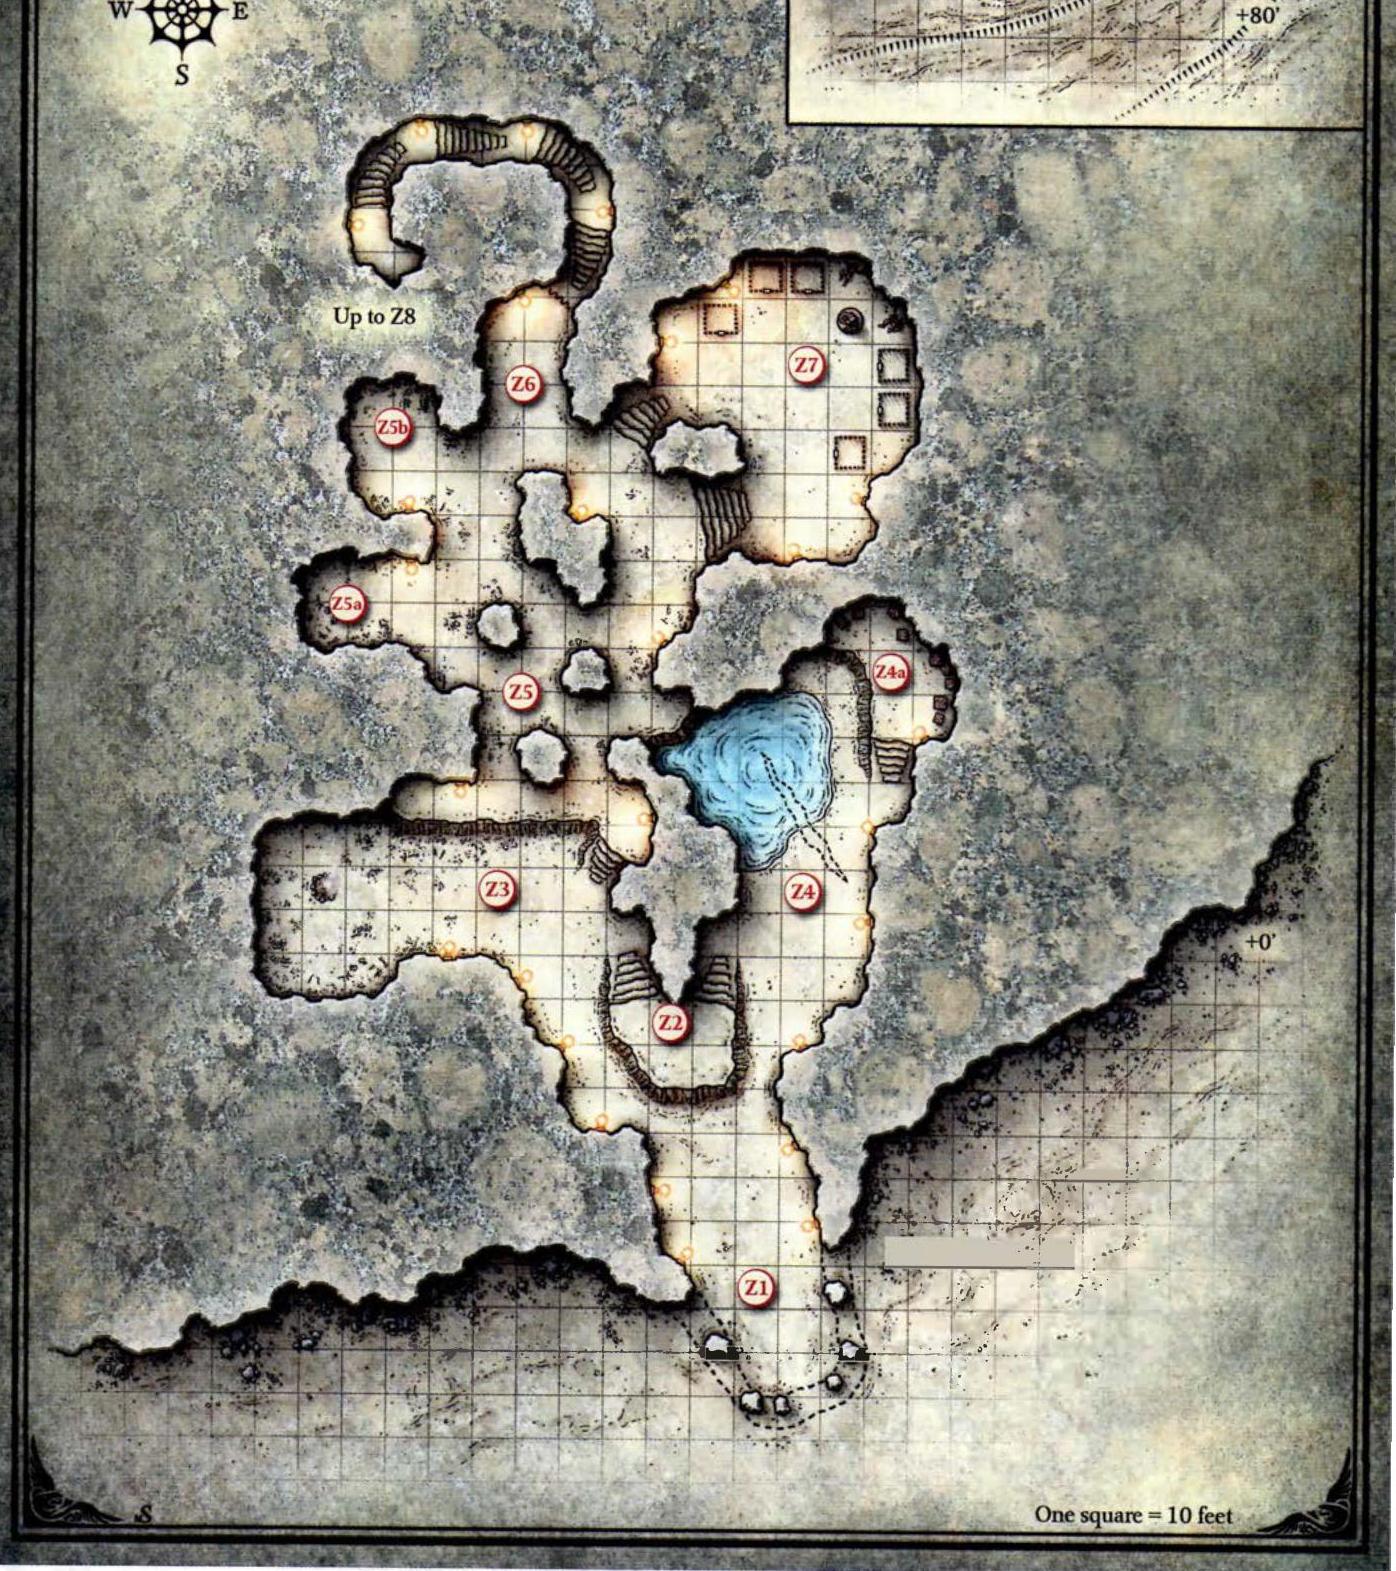 W E
S
+80'
Up to Z8
Z7
Z6
Z5b
Z5a
Z4a
Z5
Z3
Z4
+0'
Z2
Z1
S
One square = 10 feet